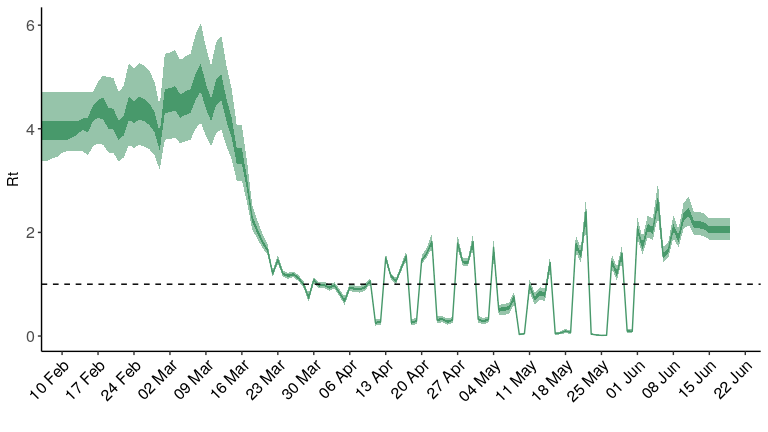 6
4
2
0
Rt
10 Feb
17 Feb
24 Feb
02 Mar
09 Mar
16 Mar
23 Mar
30 Mar
06 Apr
13 Apr
20 Apr
27 Apr
04 May
11 May
18 May
25 May
01 Jun
08 Jun
15 Jun
22 Jun